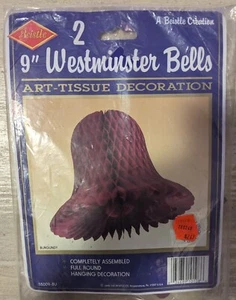 Beistle
A Beistle Creation
2
9" Westminster Bells
ART-TISSUE DECORATION
BURGUNDY
COMPLETELY ASSEMBLED
FULL ROUND
HANGING DECORATION